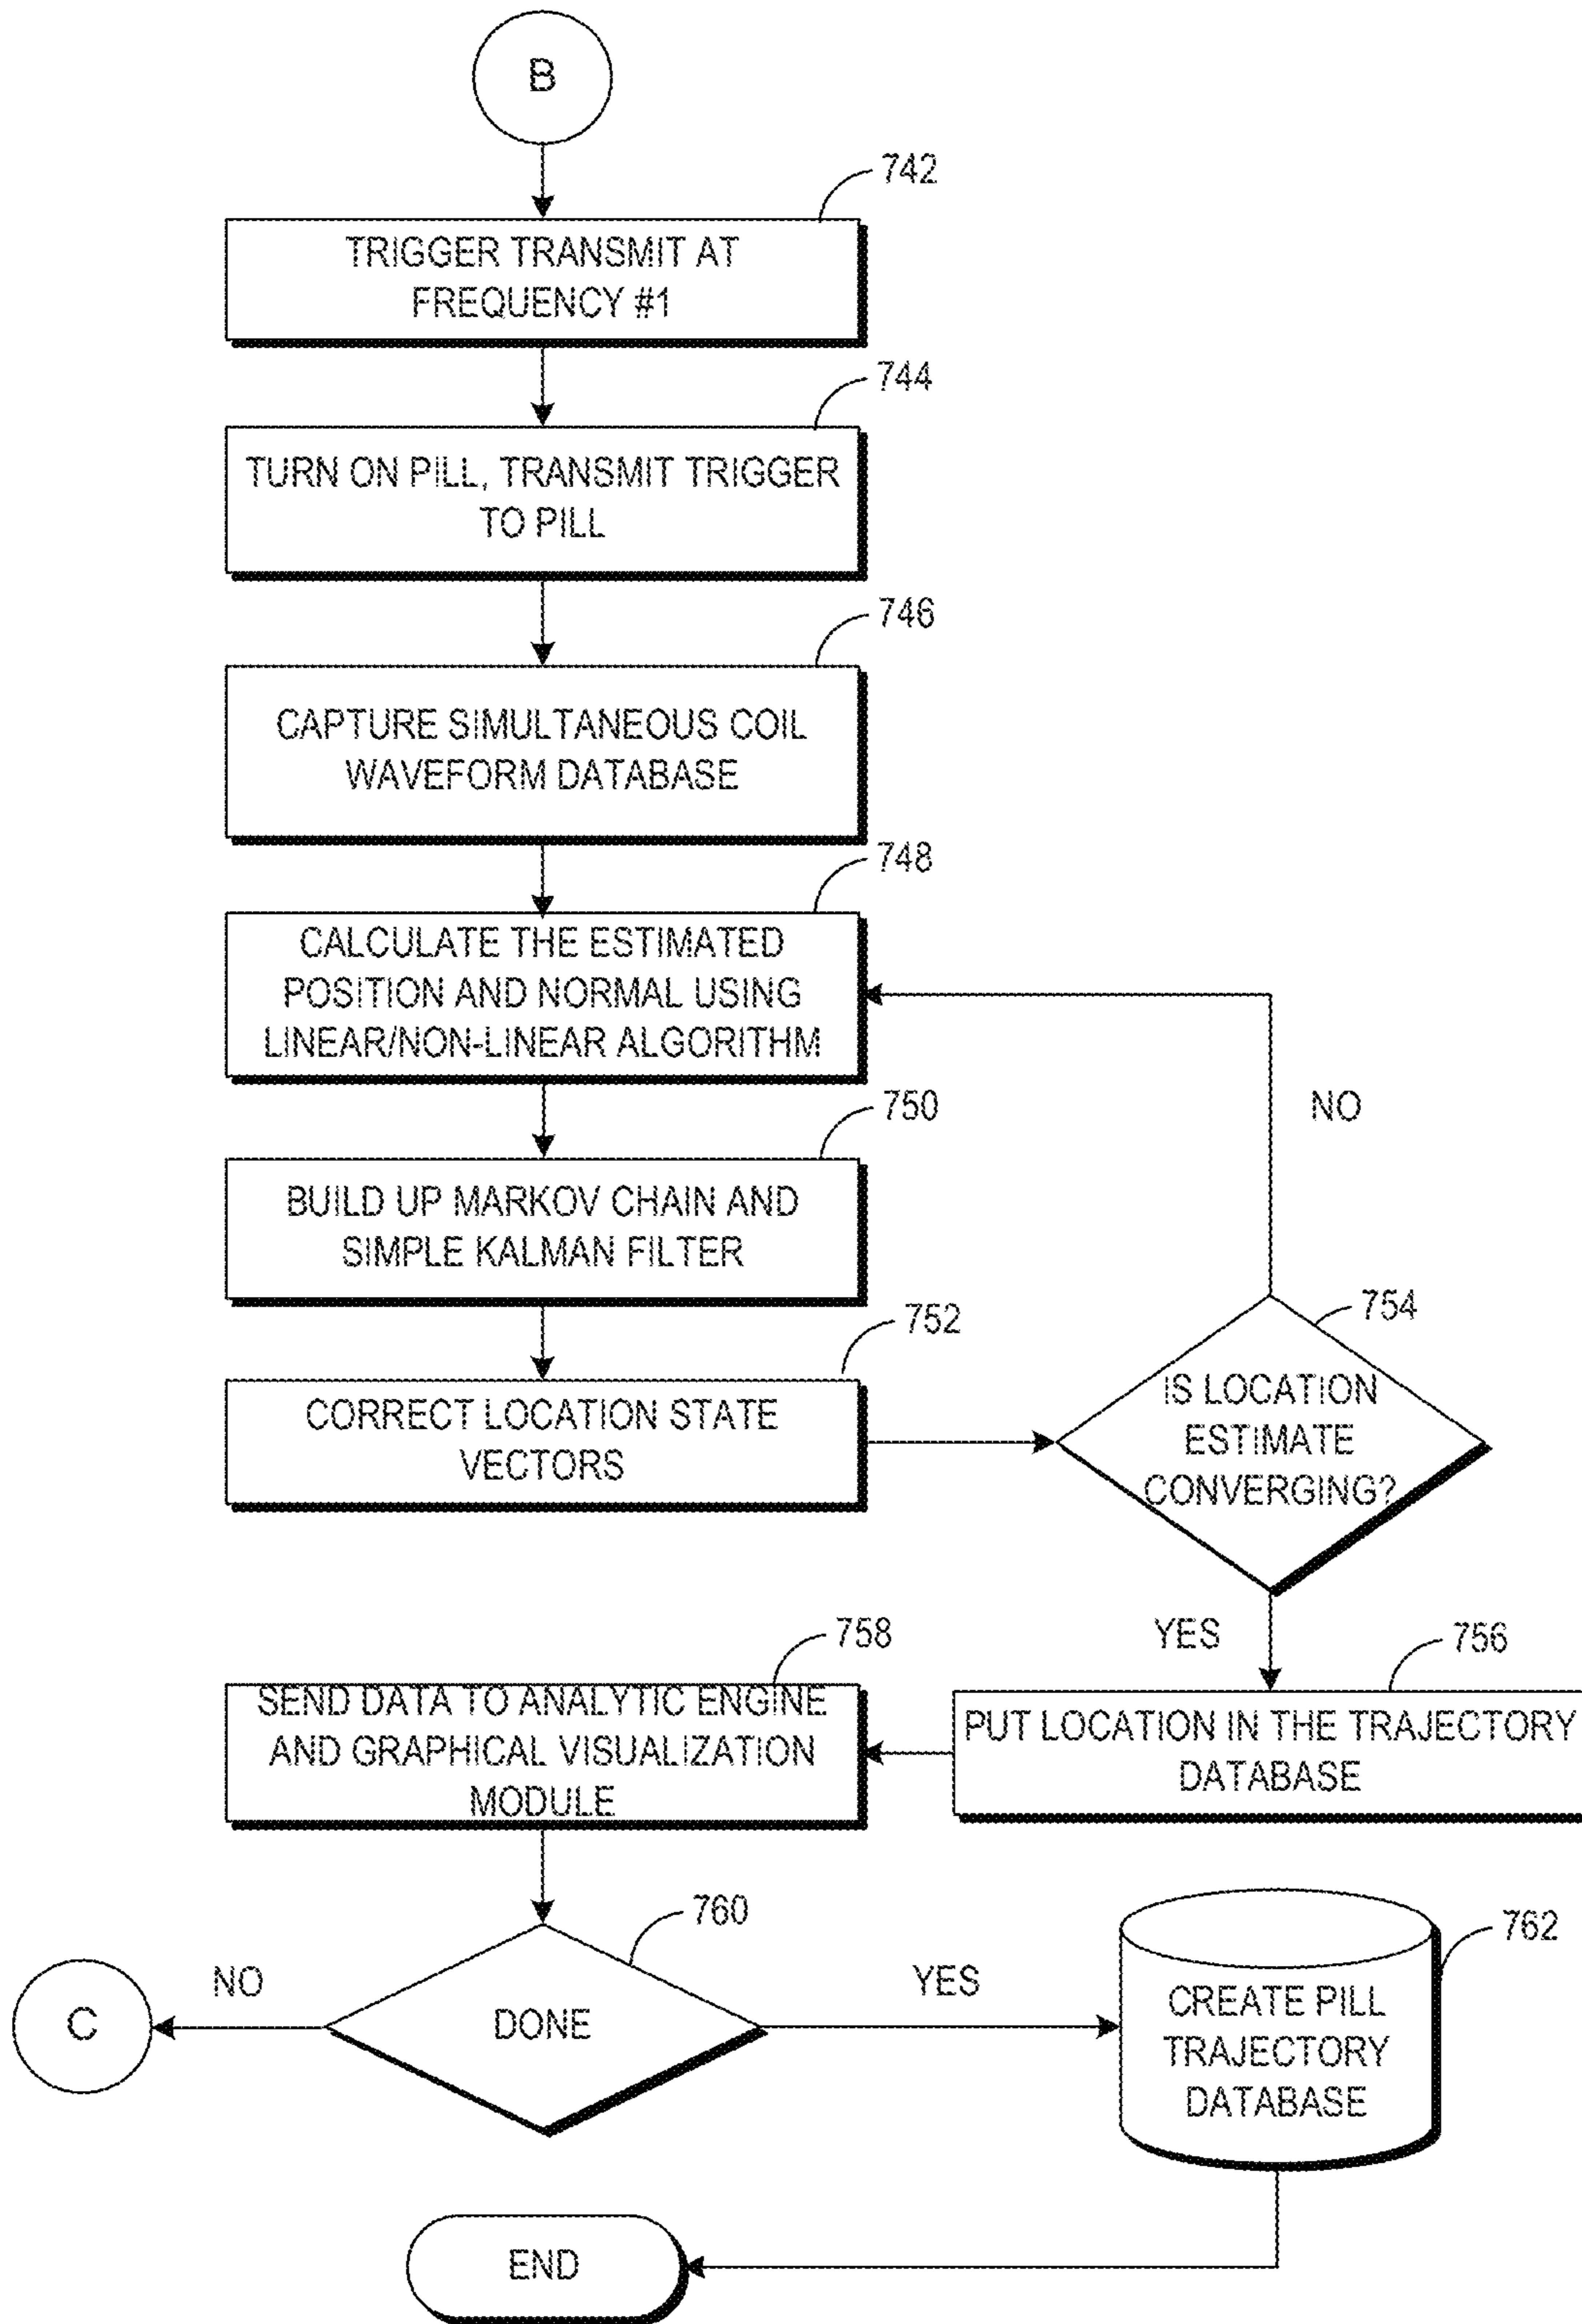 B
742
TRIGGER TRANSMIT AT
FREQUENCY #1
744
TURN ON PILL, TRANSMIT TRIGGER
TO PILL
746
CAPTURE SIMULTANEOUS COIL
WAVEFORM DATABASE
748
CALCULATE THE ESTIMATED
POSITION AND NORMAL USING
LINEAR/NON-LINEAR ALGORITHM
NO
750
BUILD UP MARKOV CHAIN AND
SIMPLE KALMAN FILTER
752
CORRECT LOCATION STATE
VECTORS
754
IS LOCATION
ESTIMATE
CONVERGING?
YES
756
PUT LOCATION IN THE TRAJECTORY
DATABASE
758
SEND DATA TO ANALYTIC ENGINE
AND GRAPHICAL VISUALIZATION
MODULE
760
DONE
NO
C
YES
762
CREATE PILL
TRAJECTORY
DATABASE
END